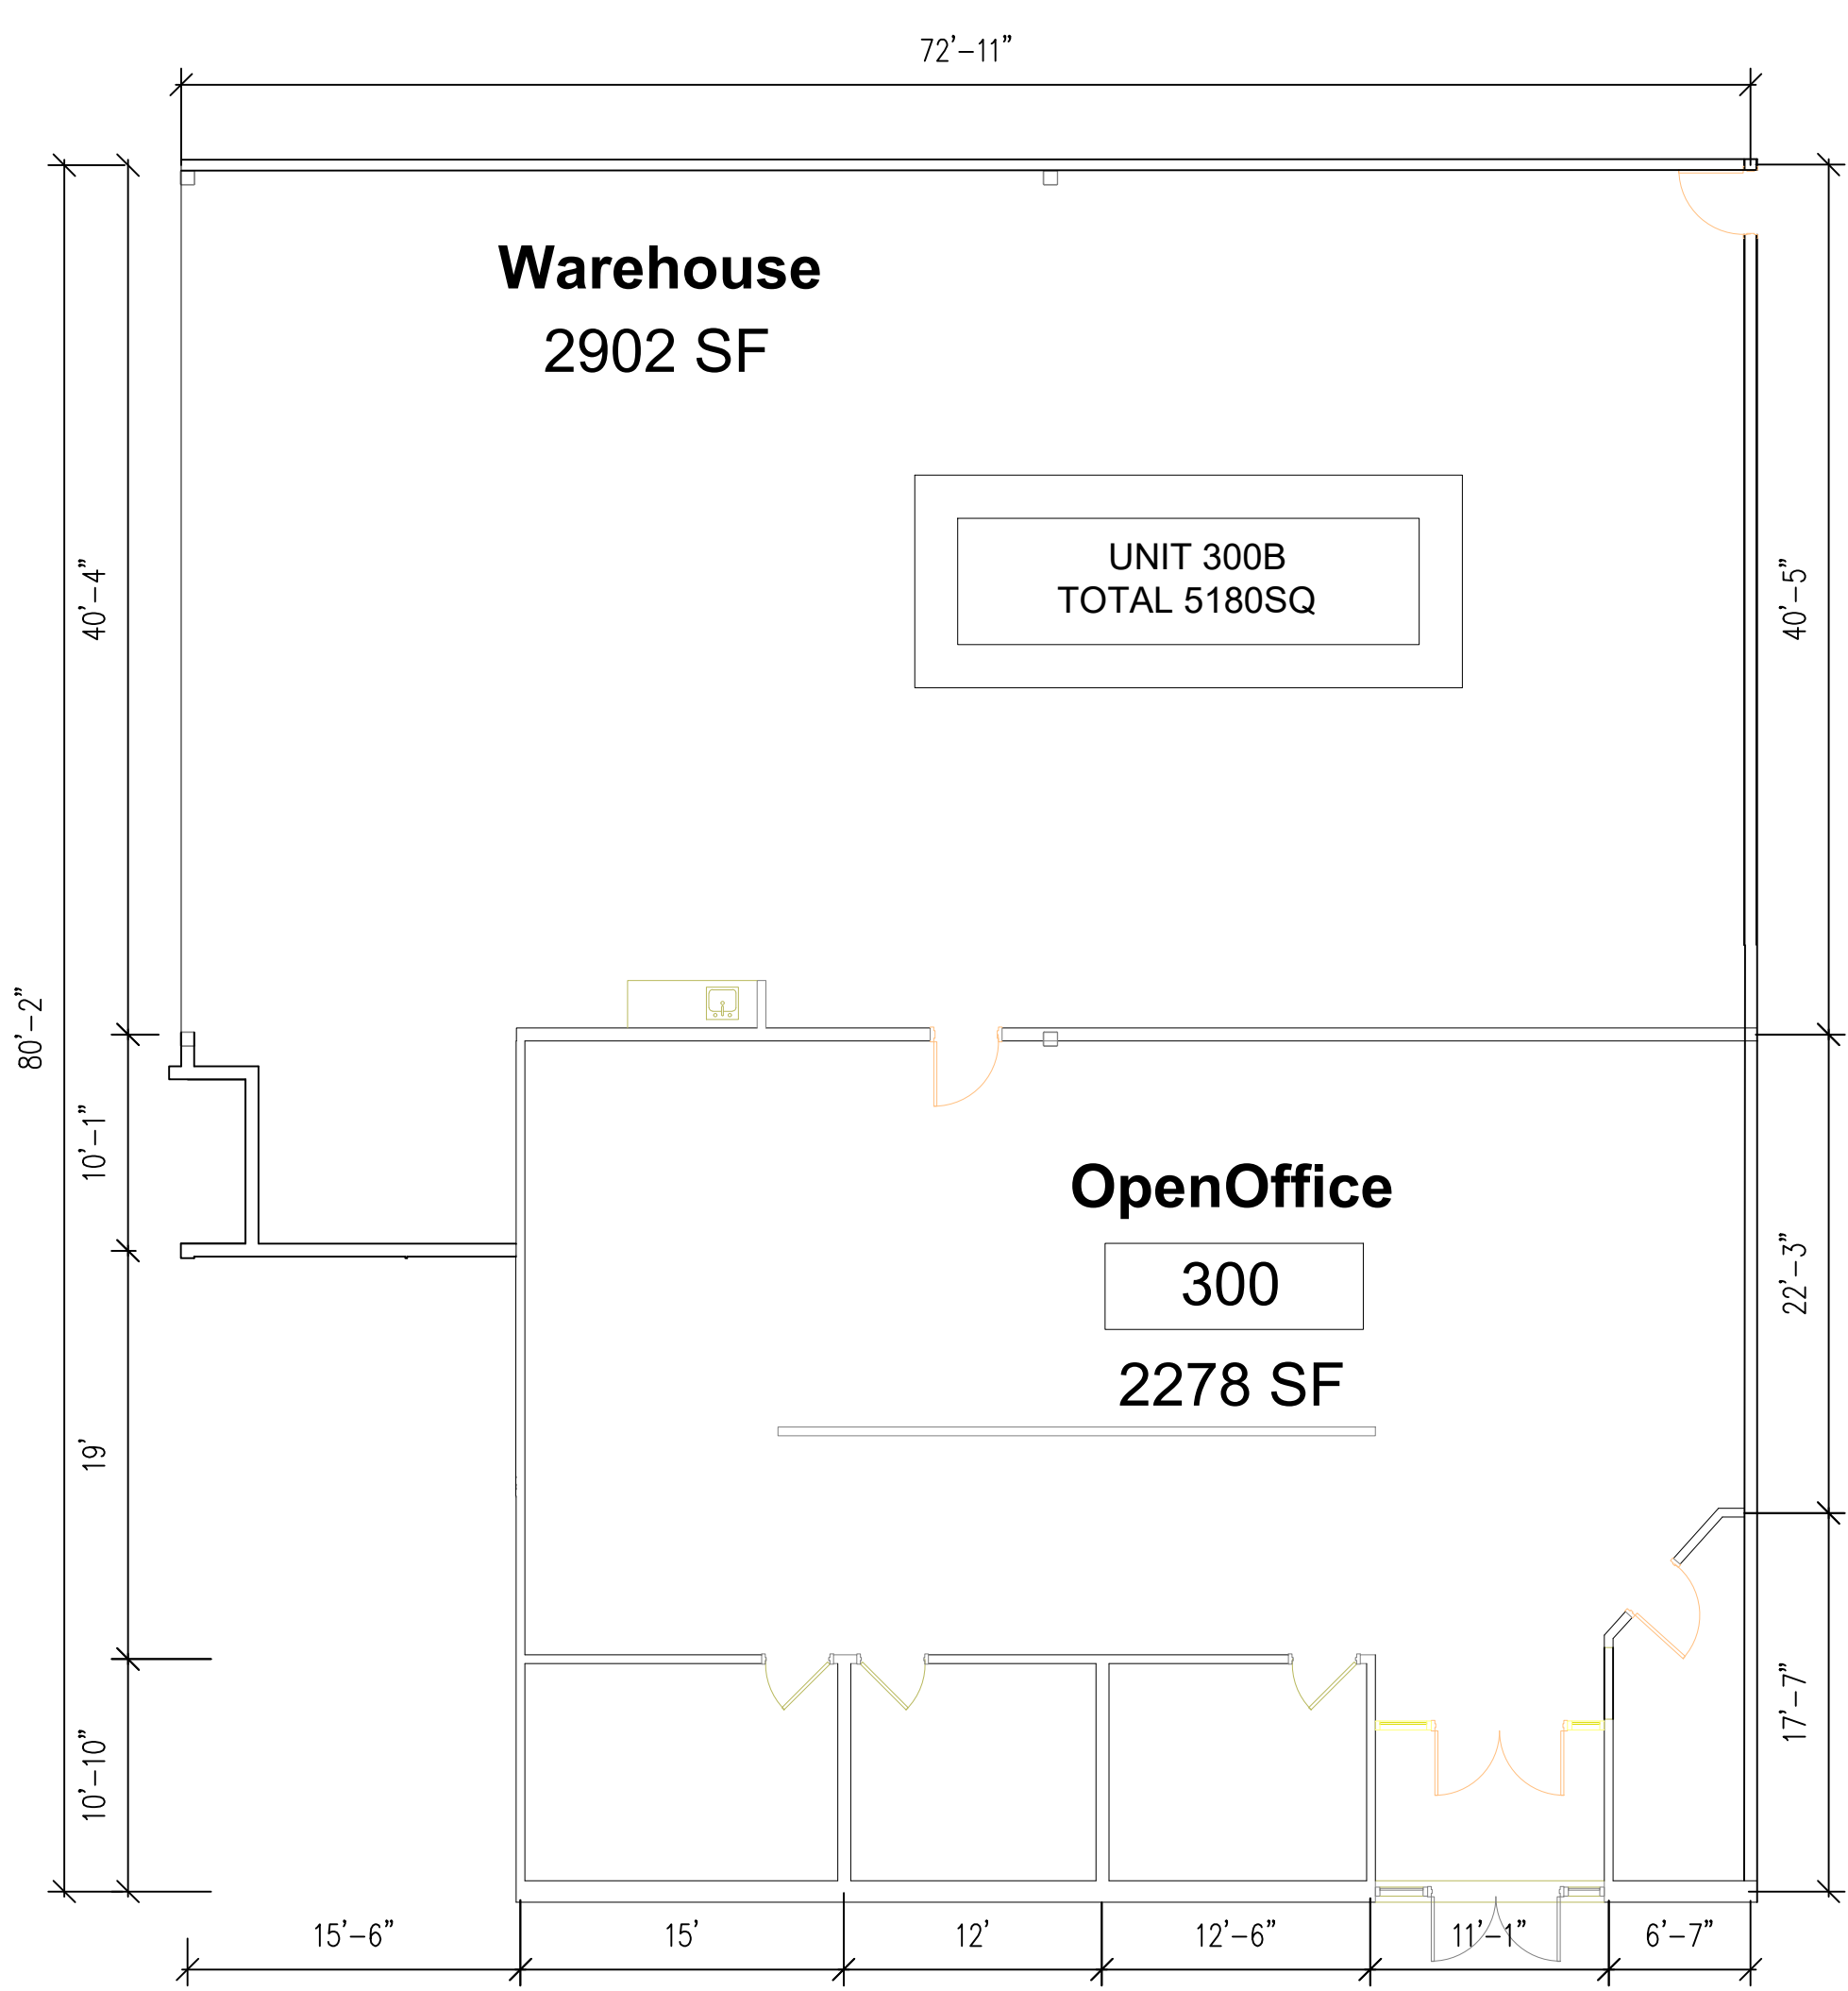 72'-11"
Warehouse
2902 SF
UNIT 300B
TOTAL 5180SQ
40'-4"
40'-5"
80'-2"
10'-1"
OpenOffice
300
2278 SF
22'-3"
19'
17'-7"
10'-10"
15'-6"
15'
12'
12'-6"
11'-1"
6'-7"